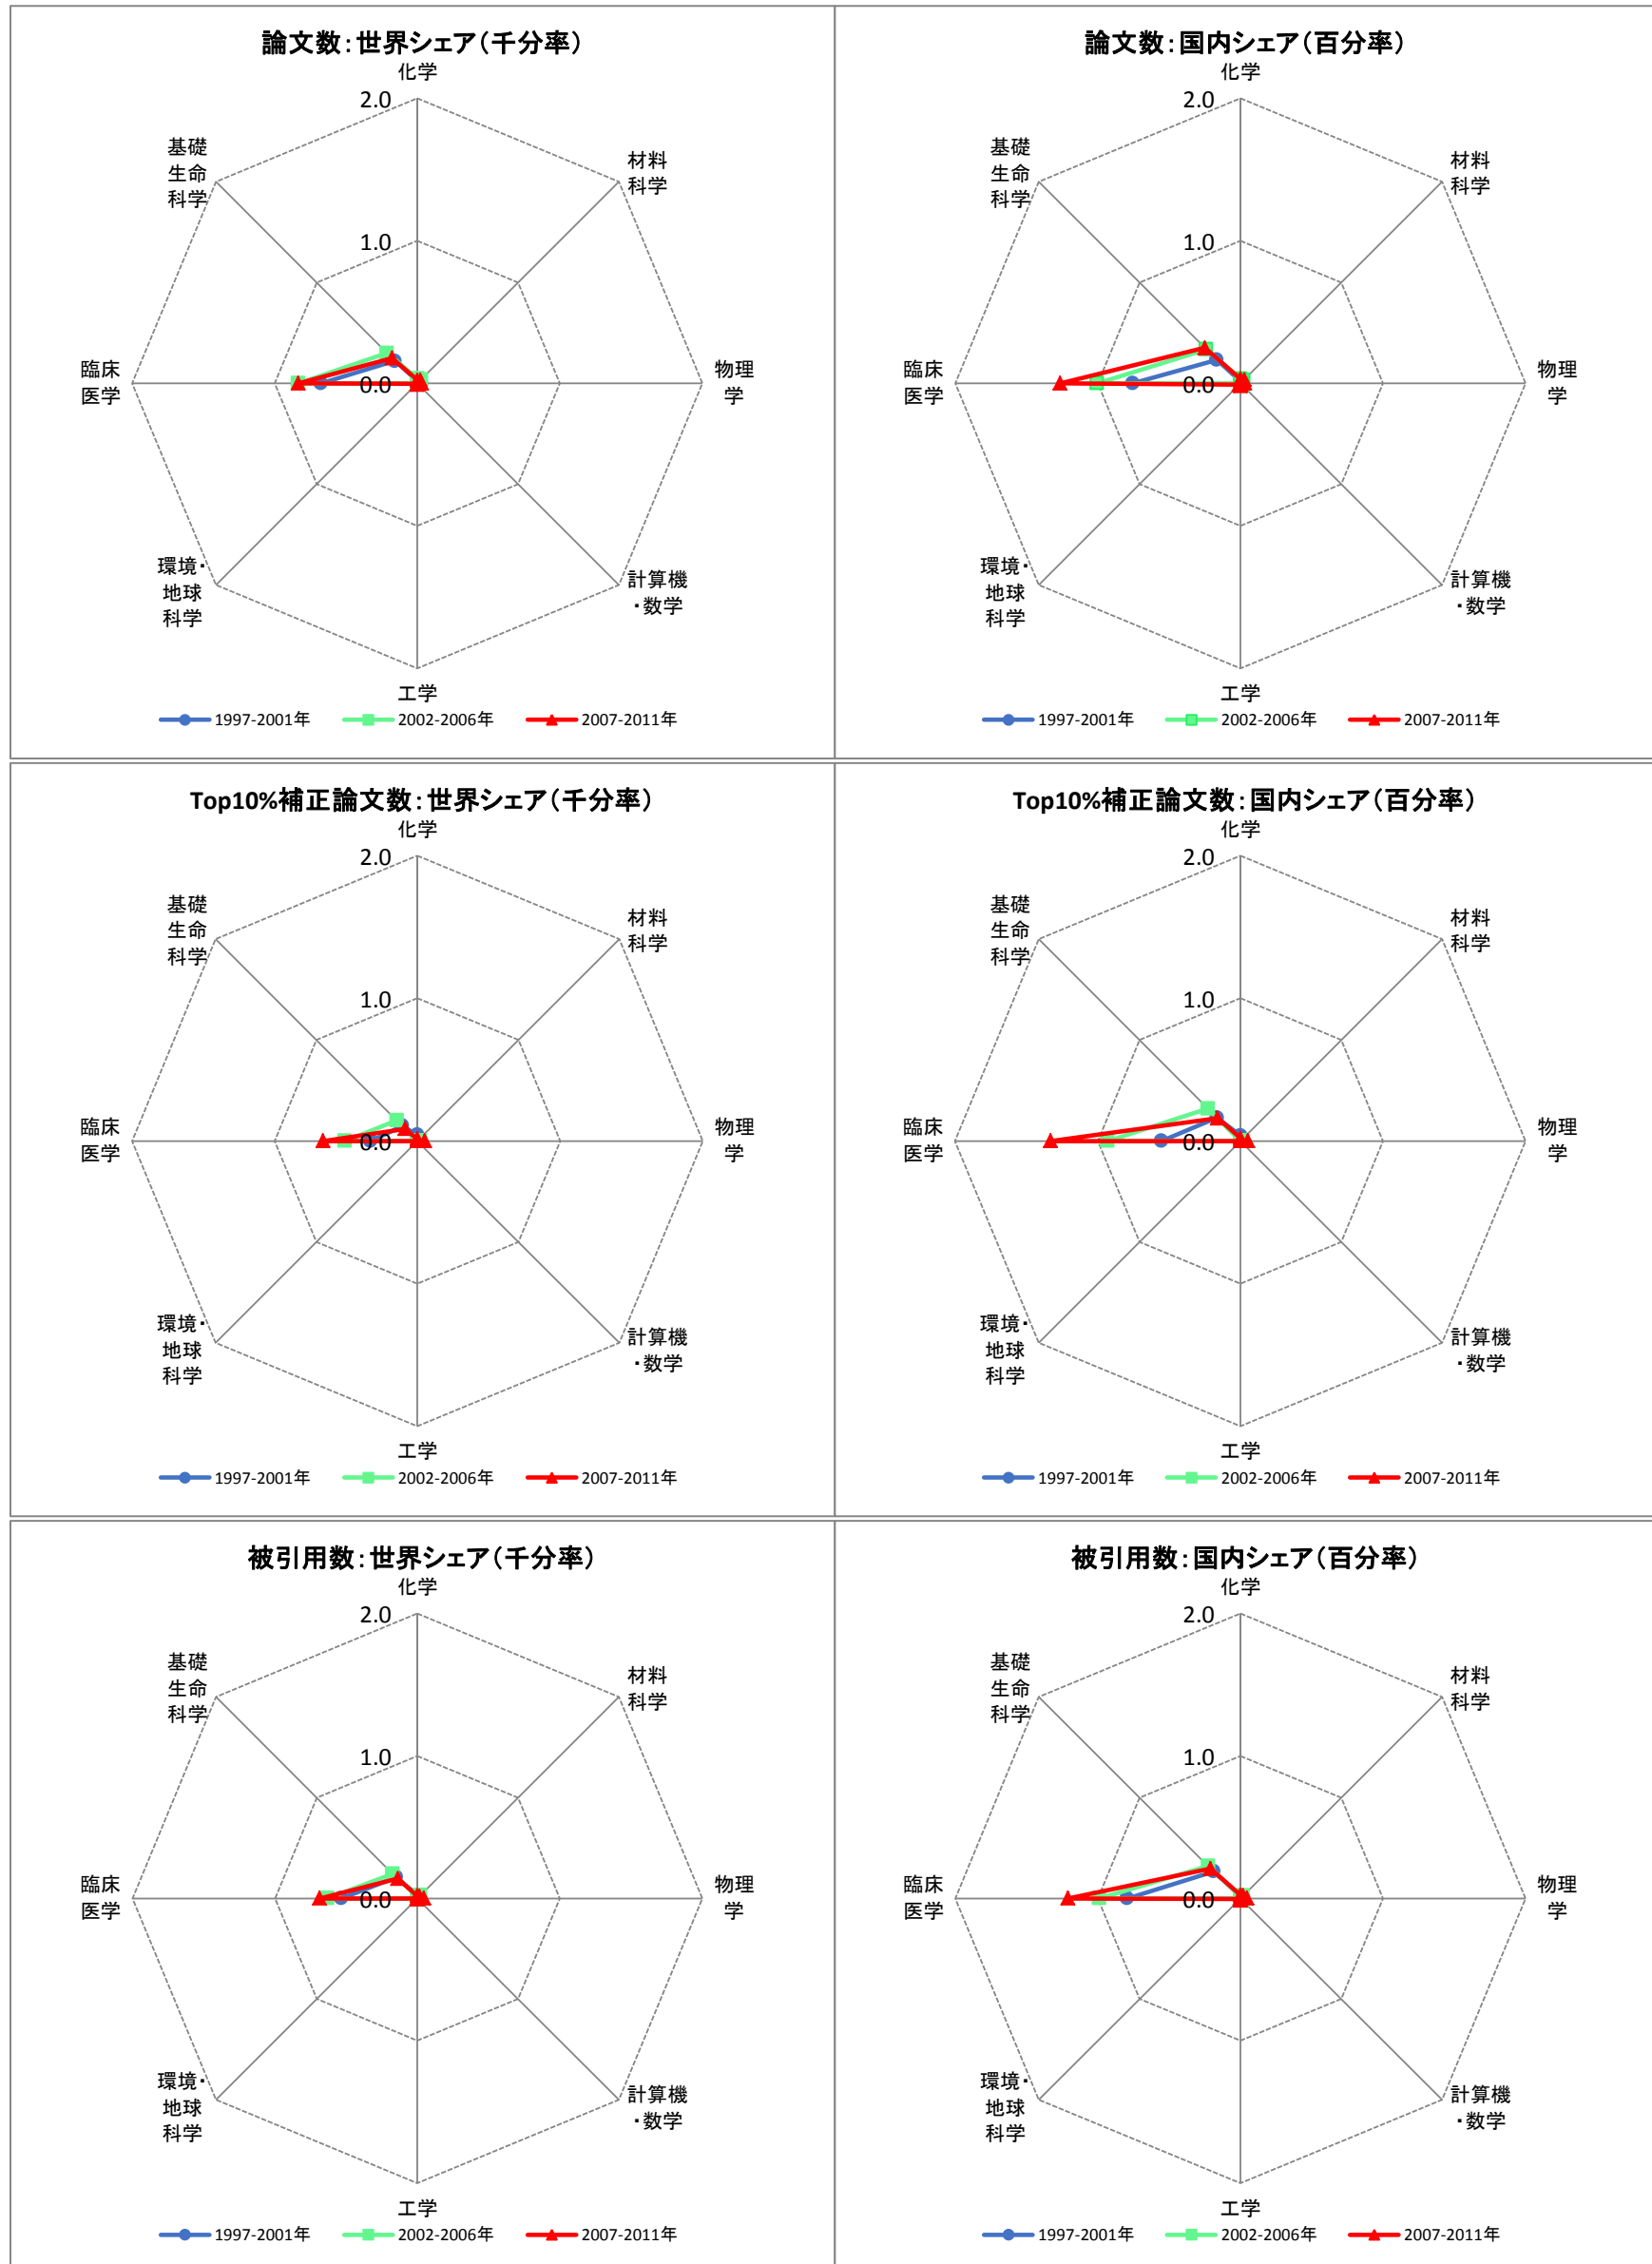 論文数：世界シェア（千分率）
化学
2.0
1.0
0.0
材料
科学
物理
学
計算機
・数学
工学
環境・
地球
科学
臨床
医学
基礎
生命
科学
1997-2001年
2002-2006年
2007-2011年
論文数：国内シェア（百分率）
化学
2.0
1.0
0.0
材料
科学
物理
学
計算機
・数学
工学
環境・
地球
科学
臨床
医学
基礎
生命
科学
1997-2001年
2002-2006年
2007-2011年
Top10%補正論文数：世界シェア（千分率）
化学
2.0
1.0
0.0
材料
科学
物理
学
計算機
・数学
工学
環境・
地球
科学
臨床
医学
基礎
生命
科学
1997-2001年
2002-2006年
2007-2011年
Top10%補正論文数：国内シェア（百分率）
化学
2.0
1.0
0.0
材料
科学
物理
学
計算機
・数学
工学
環境・
地球
科学
臨床
医学
基礎
生命
科学
1997-2001年
2002-2006年
2007-2011年
被引用数：世界シェア（千分率）
化学
2.0
1.0
0.0
材料
科学
物理
学
計算機
・数学
工学
環境・
地球
科学
臨床
医学
基礎
生命
科学
1997-2001年
2002-2006年
2007-2011年
被引用数：国内シェア（百分率）
化学
2.0
1.0
0.0
材料
科学
物理
学
計算機
・数学
工学
環境・
地球
科学
臨床
医学
基礎
生命
科学
1997-2001年
2002-2006年
2007-2011年